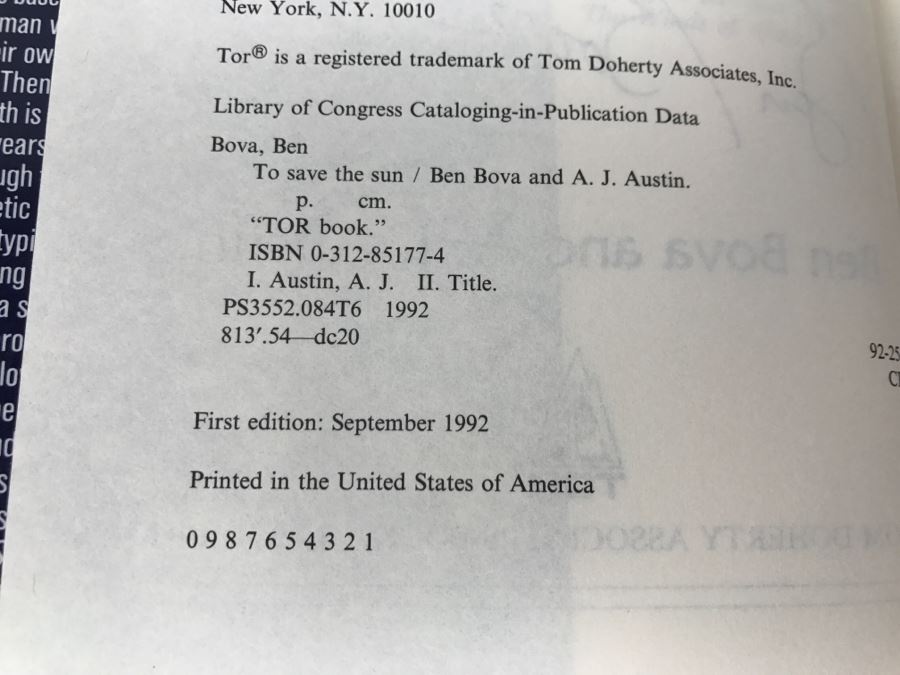 New York, N.Y. 10010
Tor® is a registered trademark of Tom Doherty Associates, Inc.
Library of Congress Cataloging-in-Publication Data
Bova, Ben
To save the sun / Ben Bova and A. J. Austin.
p. cm.
“TOR book.”
ISBN 0-312-85177-4
I. Austin, A. J. II. Title.
PS3552.084T6 1992
813′.54—dc20
92-25
First edition: September 1992
Printed in the United States of America
0 9 8 7 6 5 4 3 2 1